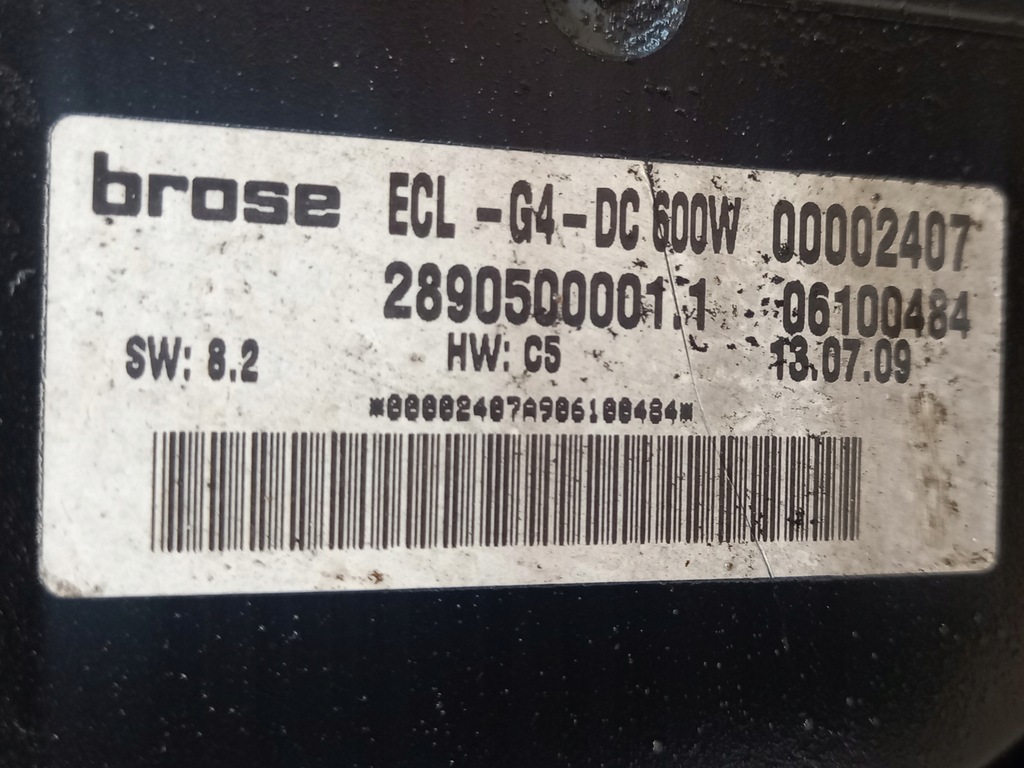 brose ECL -G4-DC 600W 00002407
2890500001.1 06100484
SW: 8.2 HW: C5 13.07.09
*00002407A906100484*